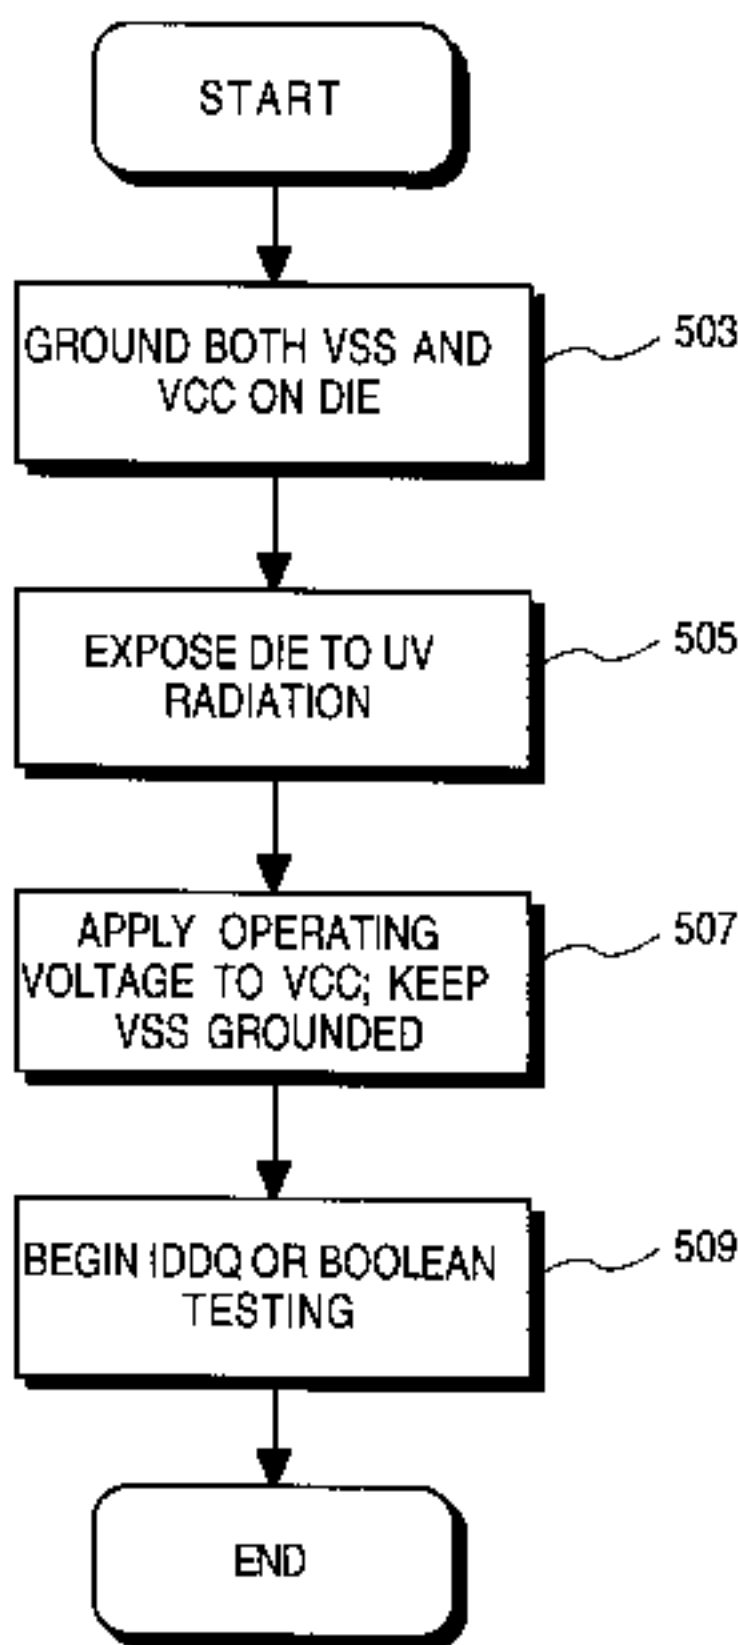 START
GROUND BOTH VSS AND
VCC ON DIE
503
EXPOSE DIE TO UV
RADIATION
505
APPLY OPERATING
VOLTAGE TO VCC; KEEP
VSS GROUNDED
507
BEGIN IDDQ OR BOOLEAN
TESTING
509
END